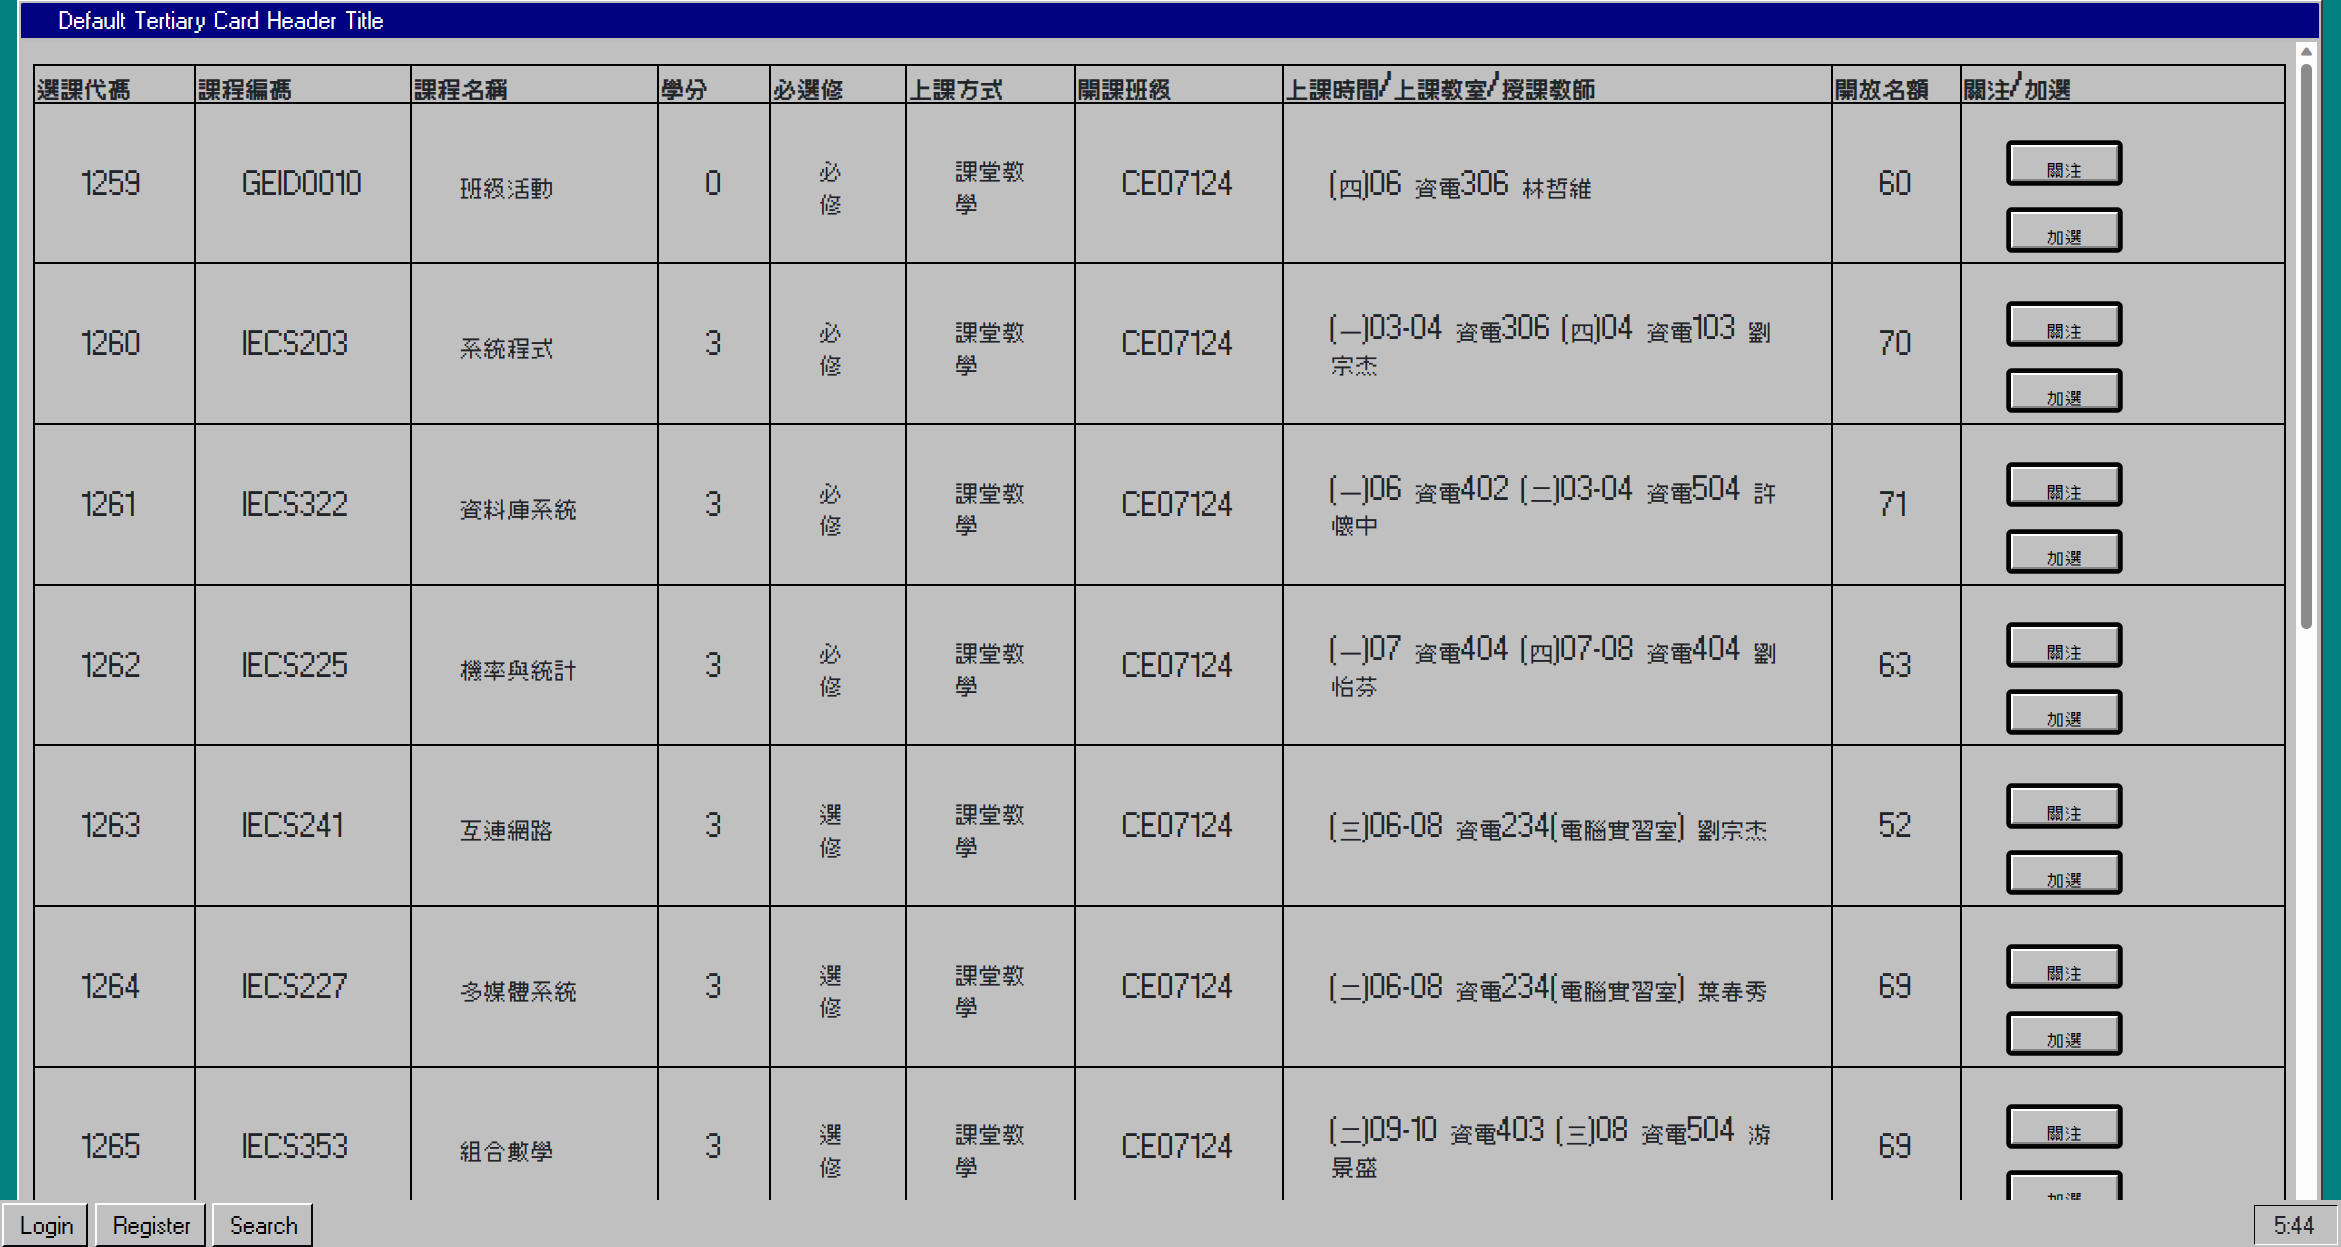 Default Tertiary Card Header Title
選課代碼 課程編碼 課程名稱 學分 必選修 上課方式 開課班級 上課時間/上課教室/授課教師 開放名額 關注/加選
1259 GEID0010 班級活動 0 必修 課堂教學 CE07124 (四)06 資電306 林哲維 60 關注 加選
1260 IECS203 系統程式 3 必修 課堂教學 CE07124 (一)03-04 資電306 (四)04 資電103 劉宗杰 70 關注 加選
1261 IECS322 資料庫系統 3 必修 課堂教學 CE07124 (一)06 資電402 (二)03-04 資電504 許懷中 71 關注 加選
1262 IECS225 機率與統計 3 必修 課堂教學 CE07124 (一)07 資電404 (四)07-08 資電404 劉怡芬 63 關注 加選
1263 IECS241 互連網路 3 選修 課堂教學 CE07124 (三)06-08 資電234(電腦實習室) 劉宗杰 52 關注 加選
1264 IECS227 多媒體系統 3 選修 課堂教學 CE07124 (二)06-08 資電234(電腦實習室) 葉春秀 69 關注 加選
1265 IECS353 組合數學 3 選修 課堂教學 CE07124 (二)09-10 資電403 (三)08 資電504 游景盛 69 關注 加選
Login Register Search 5:44